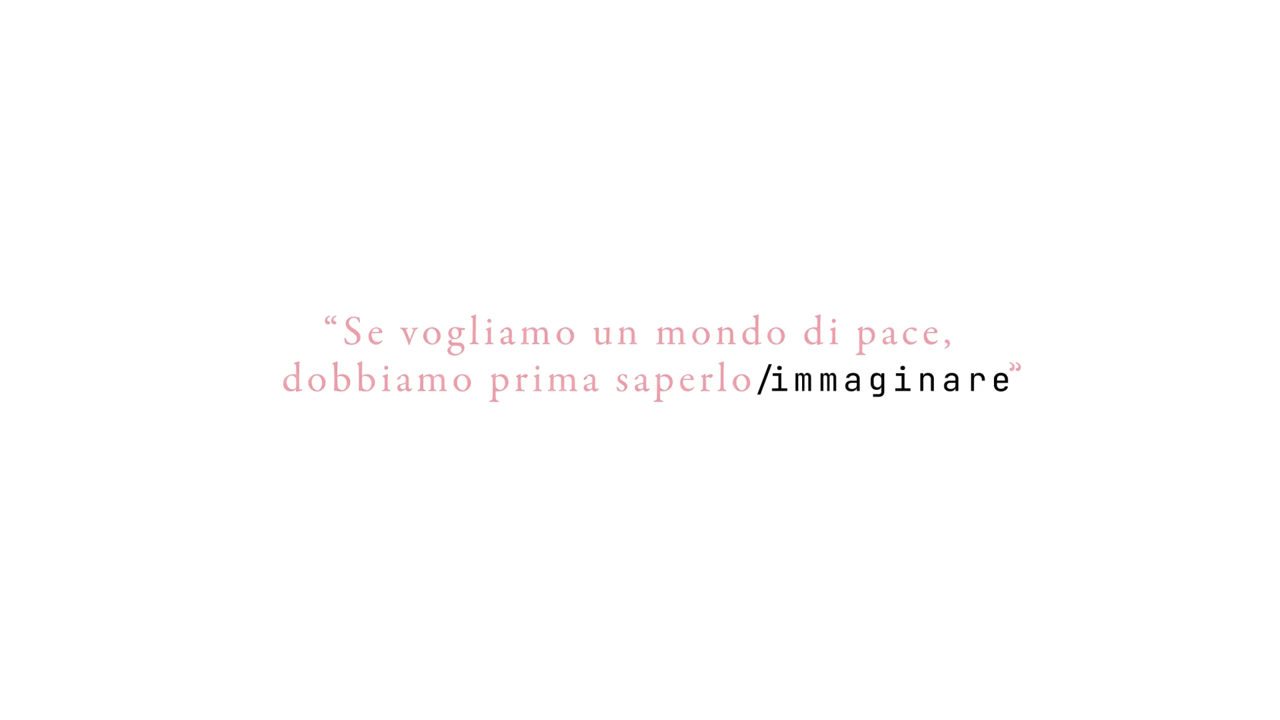 “Se vogliamo un mondo di pace,
dobbiamo prima saperlo/immaginare”